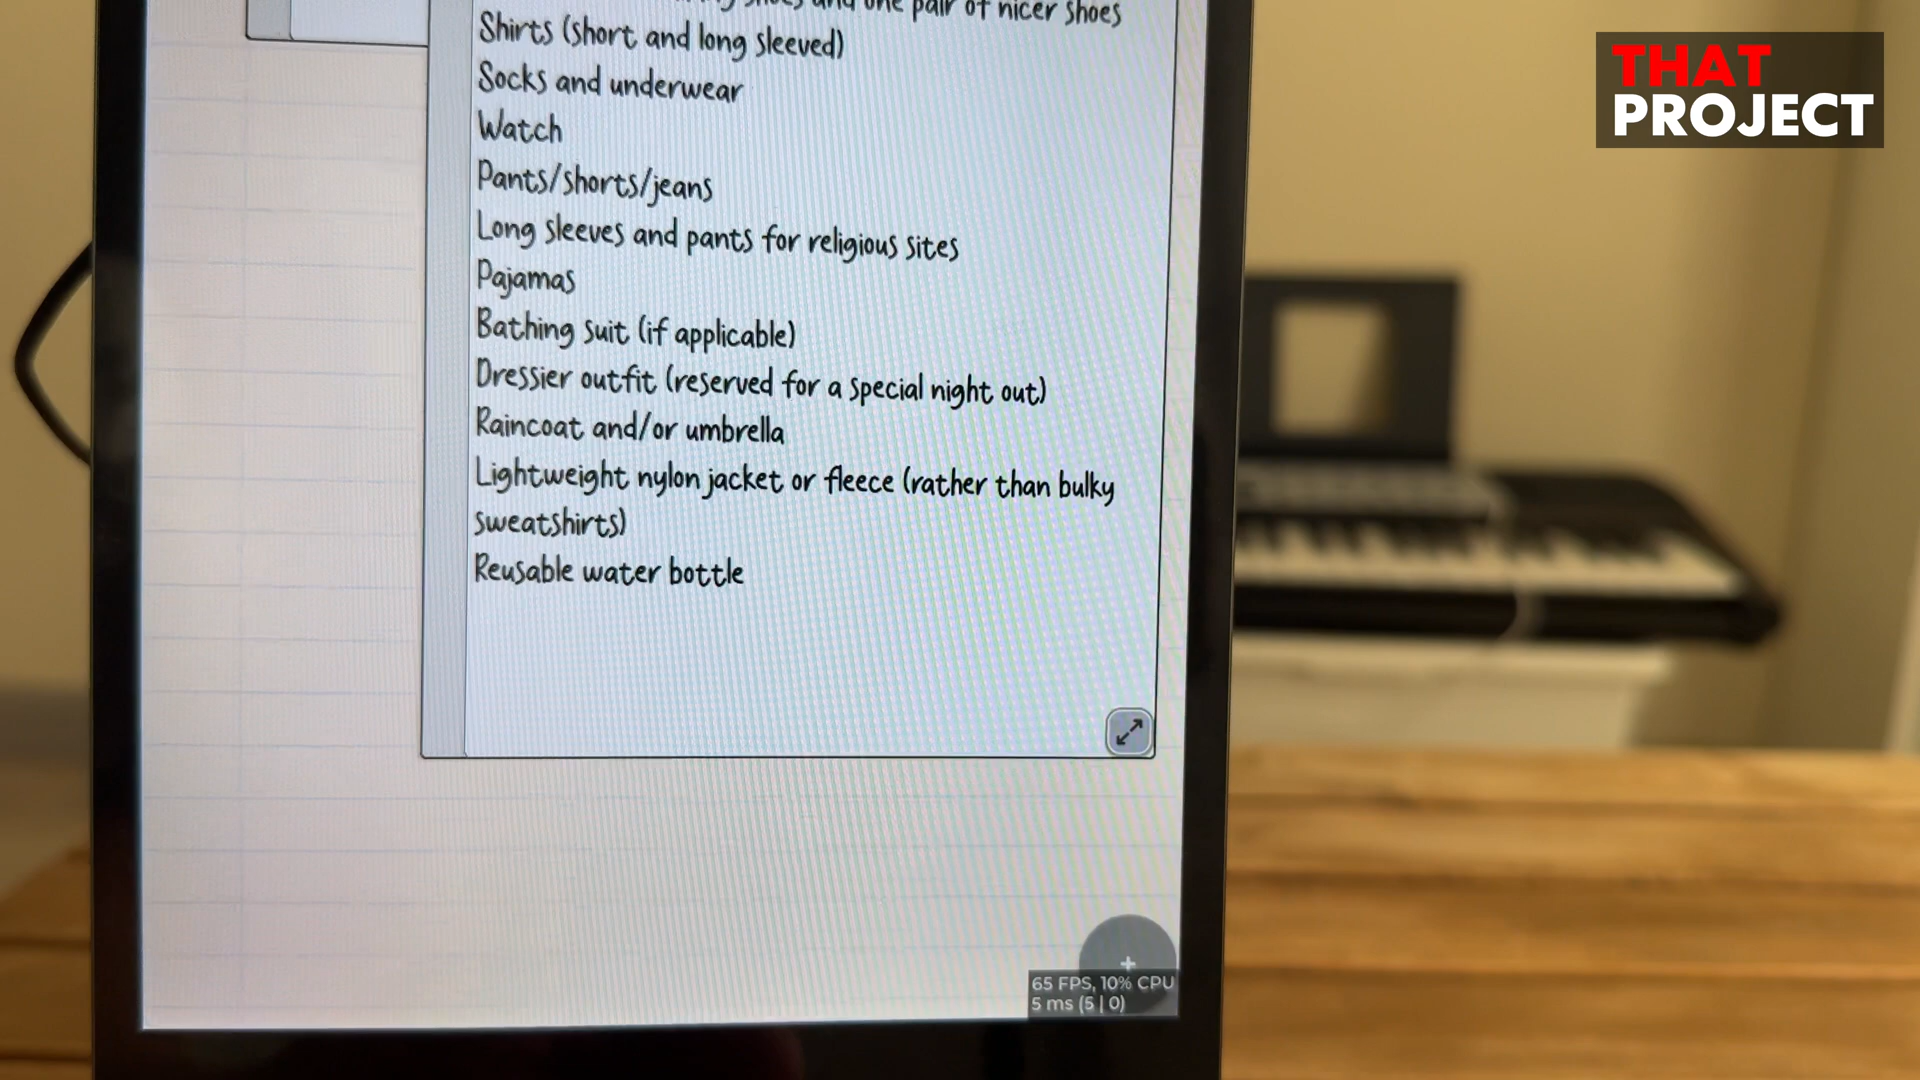 shoes and one pair of nicer shoes
Shirts (short and long sleeved)
Socks and underwear
Watch
Pants/shorts/jeans
Long sleeves and pants for religious sites
Pajamas
Bathing suit (if applicable)
Dressier outfit (reserved for a special night out)
Raincoat and/or umbrella
Lightweight nylon jacket or fleece (rather than bulky
sweatshirts)
Reusable water bottle
+
65 FPS, 10% CPU
5 ms (5 | 0)
THAT
PROJECT